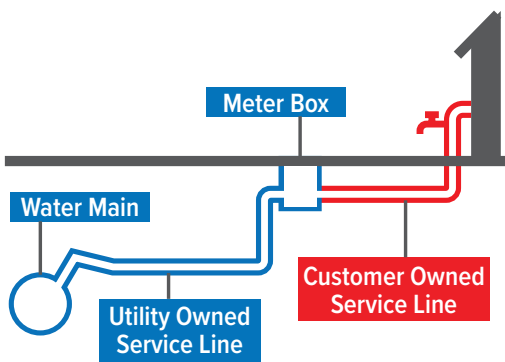 Meter Box
Water Main
Customer Owned
Service Line
Utility Owned
Service Line